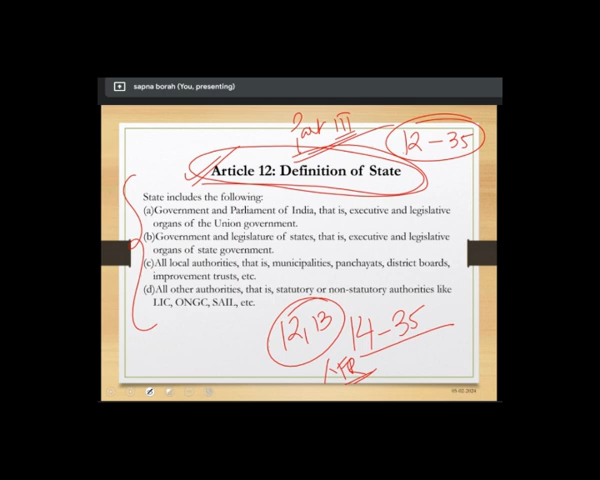 sapna borah (You, presenting)
Part III
12 - 35
Article 12: Definition of State
State includes the following:
(a)Government and Parliament of India, that is, executive and legislative
organs of the Union government.
(b)Government and legislature of states, that is, executive and legislative
organs of state government.
(c)All local authorities, that is, municipalities, panchayats, district boards,
improvement trusts, etc.
(d)All other authorities, that is, statutory or non-statutory authorities like
LIC, ONGC, SAIL, etc.
12, 13 14 - 35
FR
05-02-2024